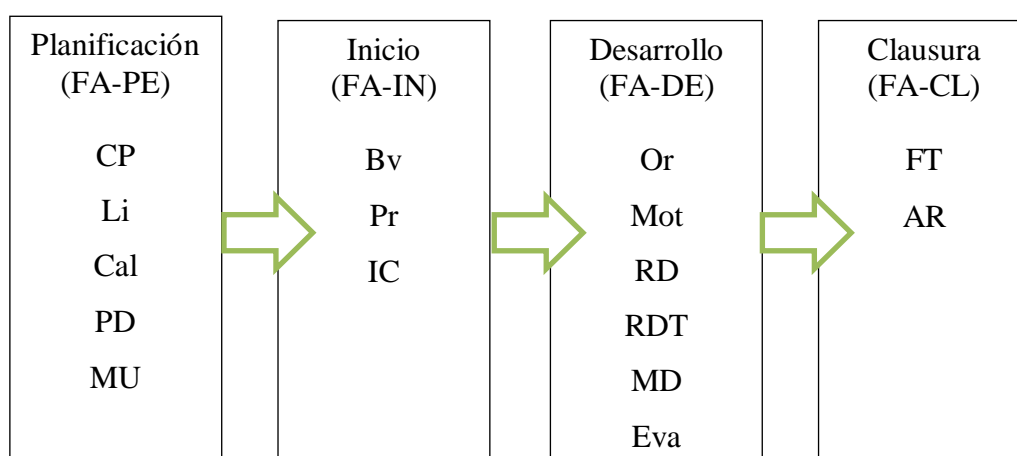 Planificación
(FA-PE)
CP
Li
Cal
PD
MU
Inicio
(FA-IN)
Bv
Pr
IC
Desarrollo
(FA-DE)
Or
Mot
RD
RDT
MD
Eva
Clausura
(FA-CL)
FT
AR